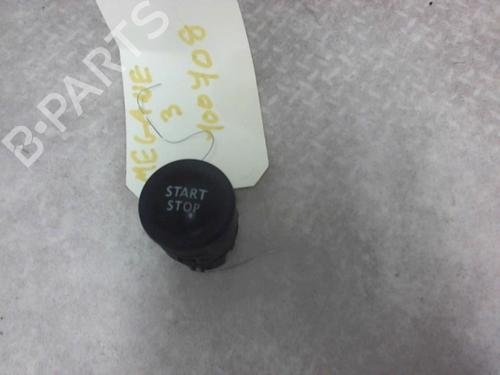 B-PARTS
MEGANE
3
100708
START
STOP